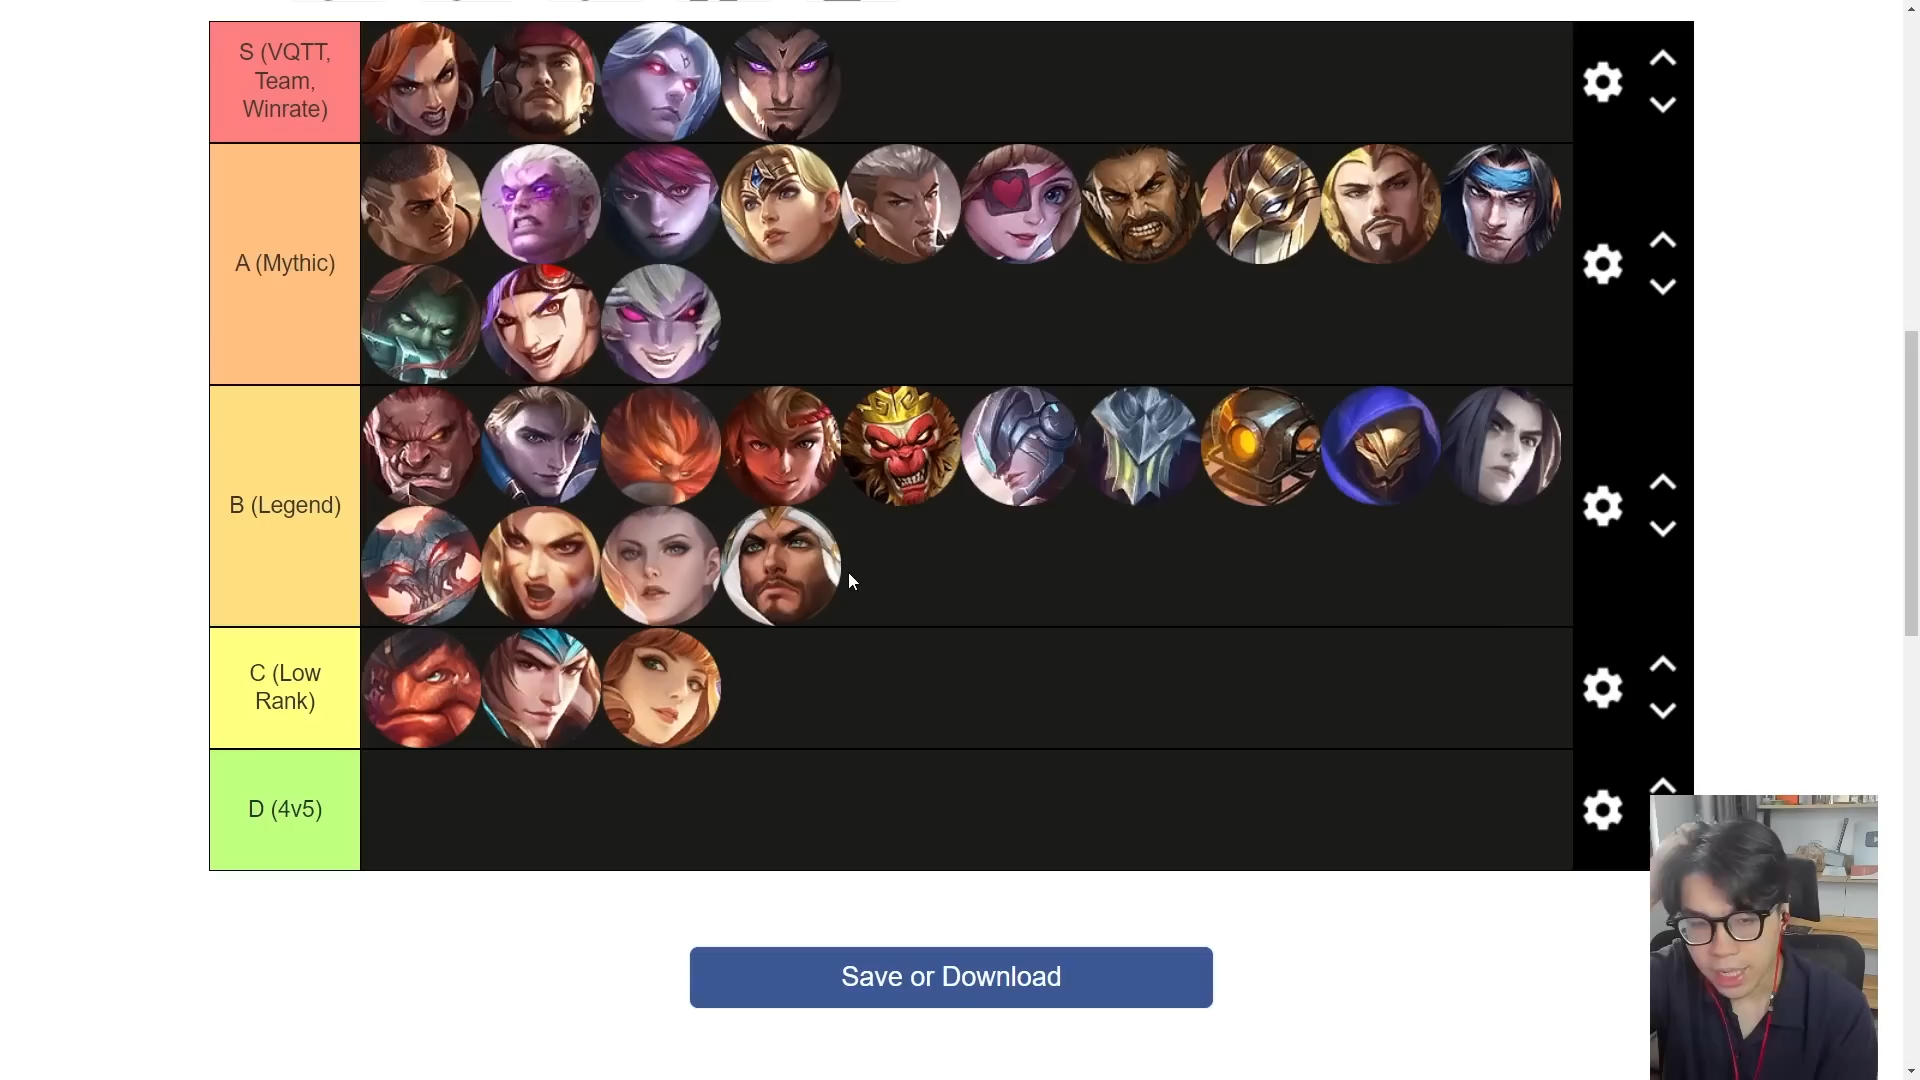 S (VQTT,
Team,
Winrate)
A (Mythic)
B (Legend)
C (Low
Rank)
D (4v5)
Save or Download